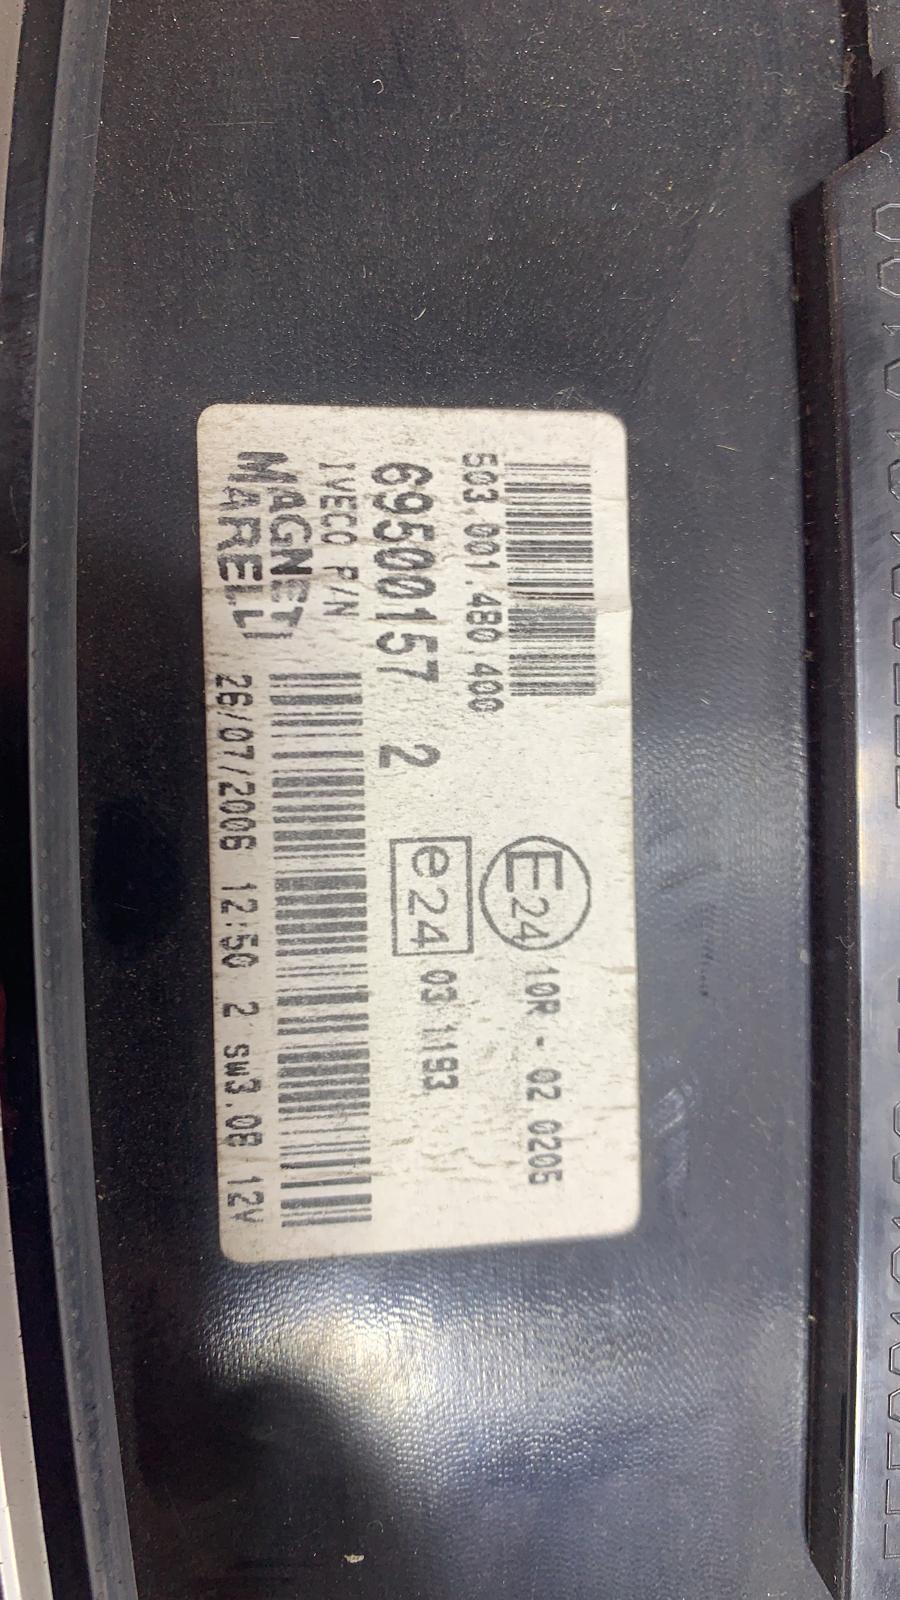 503.001.480.400
E24 10R - 02 0205
69500157 2
e24 03 1193
IVECO P/N
MAGNETI
MARELLI
26/07/2006 12:50 2 sw3.08 12V